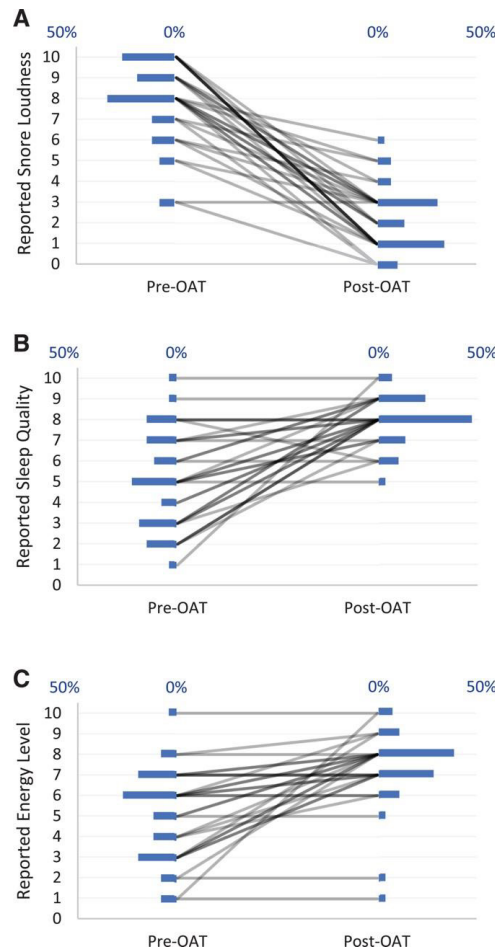 A
50% 0% 0% 50%
Reported Snore Loudness
10
9
8
7
6
5
4
3
2
1
0
Pre-OAT Post-OAT
B
50% 0% 0% 50%
Reported Sleep Quality
10
9
8
7
6
5
4
3
2
1
0
Pre-OAT Post-OAT
C
50% 0% 0% 50%
Reported Energy Level
10
9
8
7
6
5
4
3
2
1
0
Pre-OAT Post-OAT